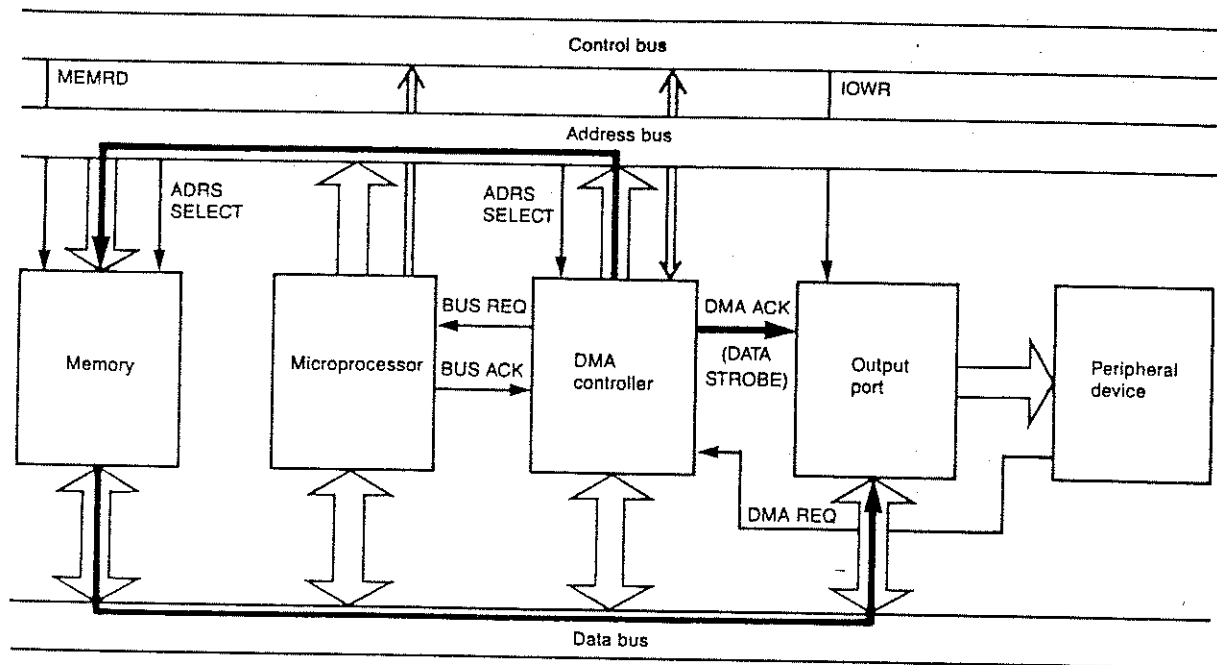 Control bus
MEMRD
IOWR
Address bus
ADRS
SELECT
ADRS
SELECT
BUS REQ
DMA ACK
Memory
Microprocessor
BUS ACK
DMA
controller
(DATA
STROBE)
Output
port
Peripheral
device
DMA REQ
Data bus